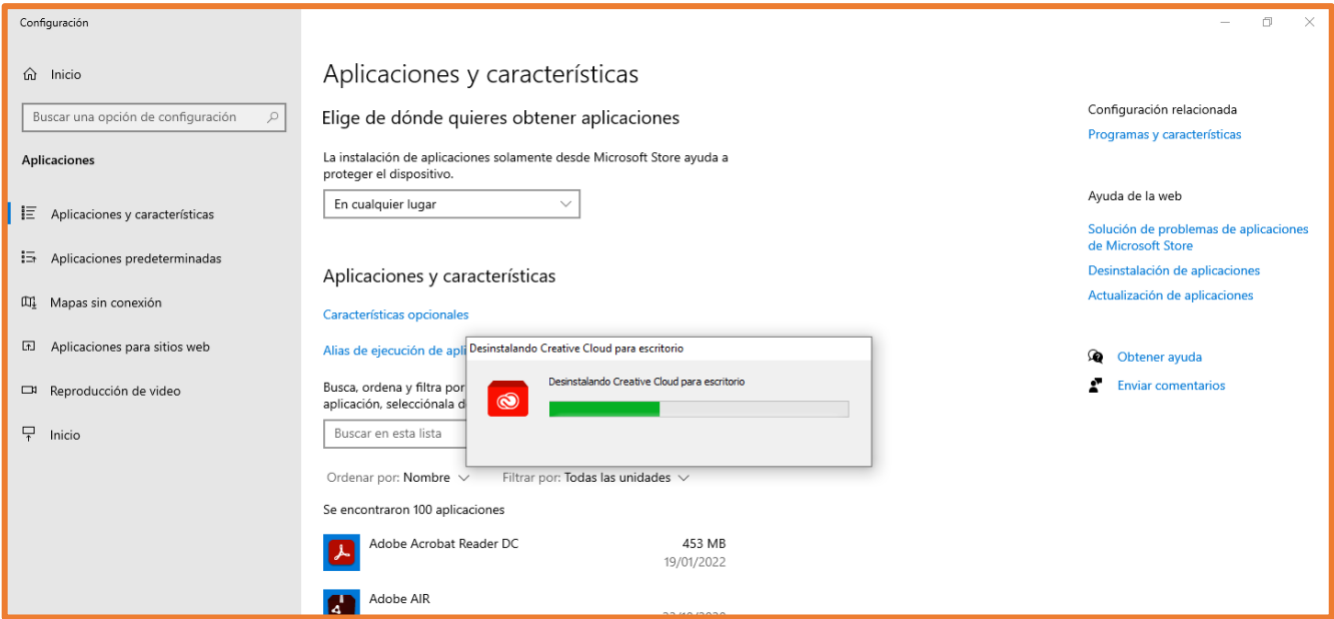 Configuración
Inicio
Buscar una opción de configuración
Aplicaciones
Aplicaciones y características
Aplicaciones predeterminadas
Mapas sin conexión
Aplicaciones para sitios web
Reproducción de video
Inicio
Aplicaciones y características
Elige de dónde quieres obtener aplicaciones
La instalación de aplicaciones solamente desde Microsoft Store ayuda a
proteger el dispositivo.
En cualquier lugar
Aplicaciones y características
Características opcionales
Alias de ejecución de apli
Busca, ordena y filtra por
aplicación, selecciónala d
Buscar en esta lista
Desinstalando Creative Cloud para escritorio
Desinstalando Creative Cloud para escritorio
Ordenar por: Nombre Filtrar por: Todas las unidades
Se encontraron 100 aplicaciones
Adobe Acrobat Reader DC 453 MB
19/01/2022
Adobe AIR
Configuración relacionada
Programas y características
Ayuda de la web
Solución de problemas de aplicaciones
de Microsoft Store
Desinstalación de aplicaciones
Actualización de aplicaciones
Obtener ayuda
Enviar comentarios